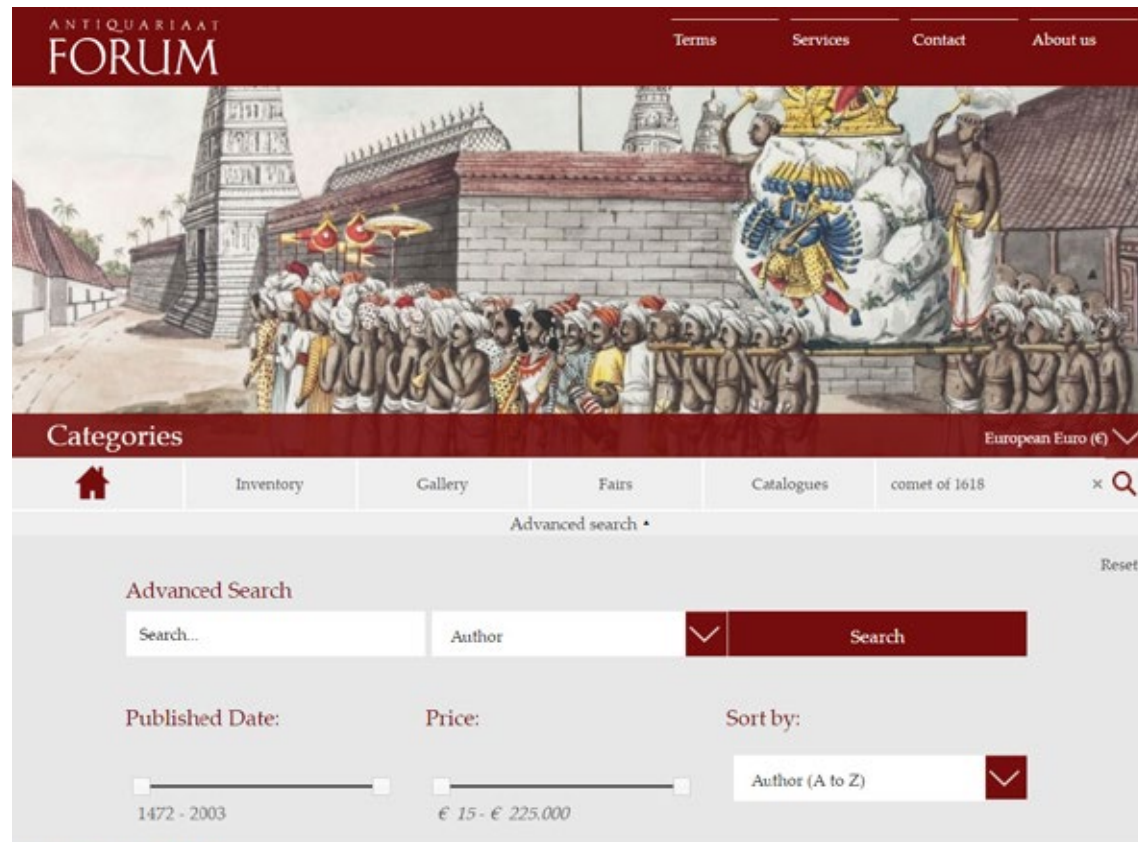 ANTIQUARIAAT
FORUM
Terms Services Contact About us
Categories
European Euro (€)
Inventory Gallery Fairs Catalogues comet of 1618 ×
Advanced search
Reset
Advanced Search
Search... Author Search
Published Date: Price: Sort by:
Author (A to Z)
1472 - 2003 € 15 - € 225.000